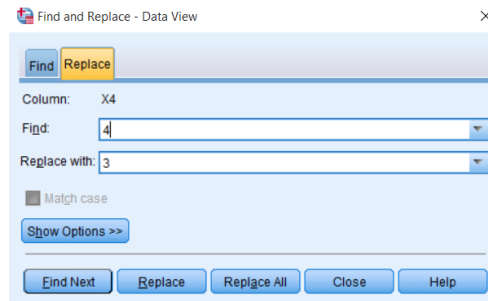 Find and Replace - Data View
Find Replace
Column: X4
Find: 4
Replace with: 3
Match case
Show Options >>
Find Next Replace Replace All Close Help